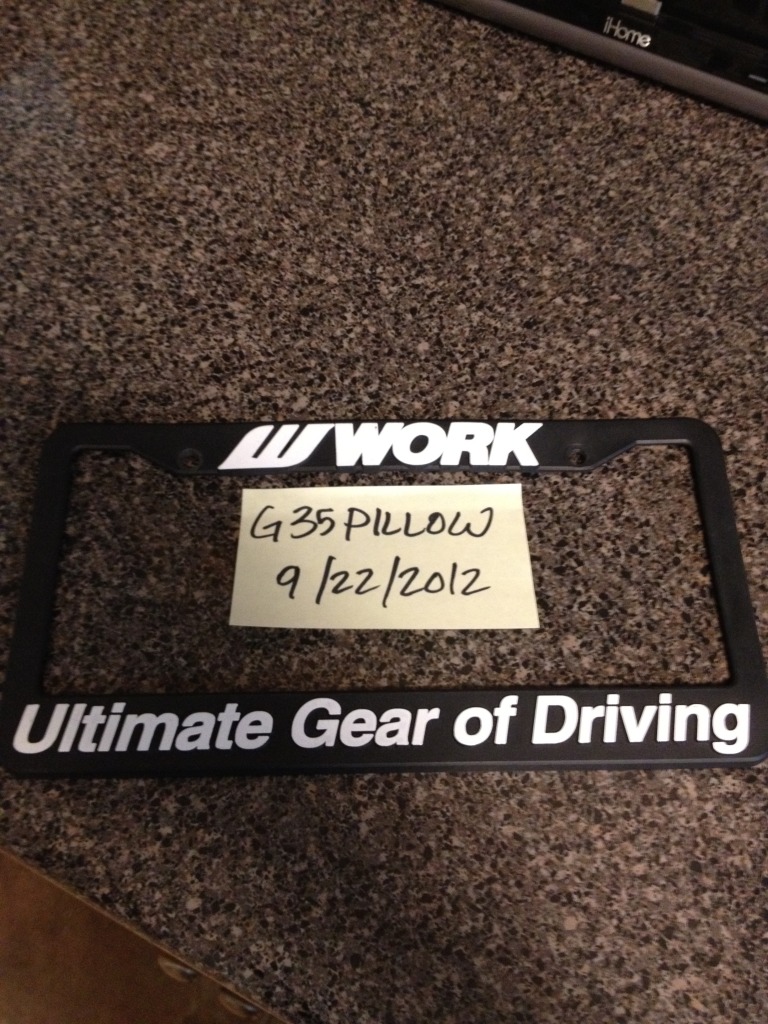 iHome
WORK
G35PILLOW
9/22/2012
Ultimate Gear of Driving